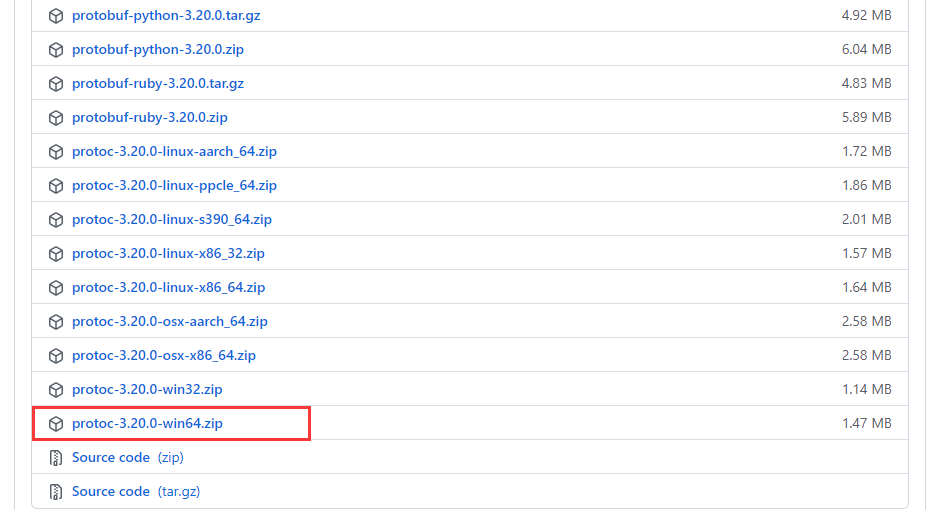 protobuf-python-3.20.0.tar.gz 4.92 MB
protobuf-python-3.20.0.zip 6.04 MB
protobuf-ruby-3.20.0.tar.gz 4.83 MB
protobuf-ruby-3.20.0.zip 5.89 MB
protoc-3.20.0-linux-aarch_64.zip 1.72 MB
protoc-3.20.0-linux-ppcle_64.zip 1.86 MB
protoc-3.20.0-linux-s390_64.zip 2.01 MB
protoc-3.20.0-linux-x86_32.zip 1.57 MB
protoc-3.20.0-linux-x86_64.zip 1.64 MB
protoc-3.20.0-osx-aarch_64.zip 2.58 MB
protoc-3.20.0-osx-x86_64.zip 2.58 MB
protoc-3.20.0-win32.zip 1.14 MB
protoc-3.20.0-win64.zip 1.47 MB
Source code (zip)
Source code (tar.gz)